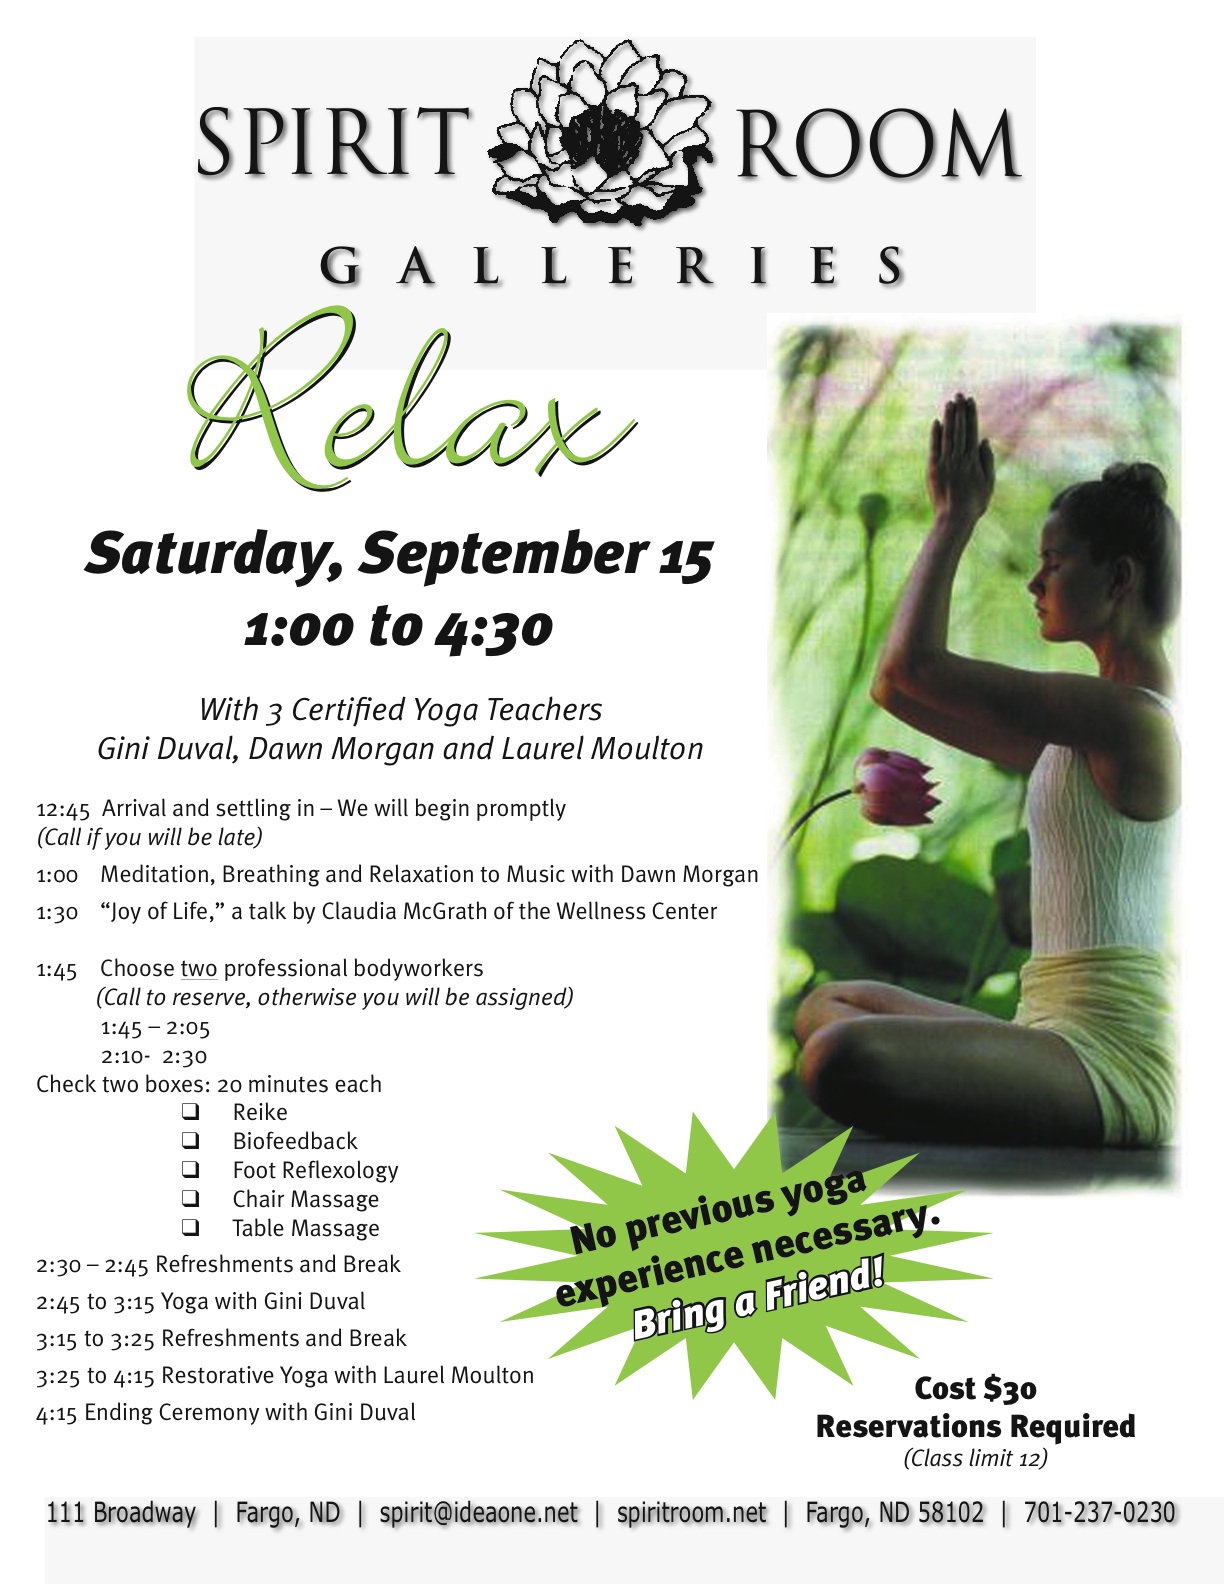 SPIRIT ROOM
GALLERIES
Relax
Saturday, September 15
1:00 to 4:30
With 3 Certified Yoga Teachers
Gini Duval, Dawn Morgan and Laurel Moulton
12:45 Arrival and settling in – We will begin promptly
(Call if you will be late)
1:00 Meditation, Breathing and Relaxation to Music with Dawn Morgan
1:30 “Joy of Life,” a talk by Claudia McGrath of the Wellness Center
1:45 Choose two professional bodyworkers
(Call to reserve, otherwise you will be assigned)
1:45 – 2:05
2:10- 2:30
Check two boxes: 20 minutes each
❑ Reike
❑ Biofeedback
❑ Foot Reflexology
❑ Chair Massage
❑ Table Massage
2:30 – 2:45 Refreshments and Break
2:45 to 3:15 Yoga with Gini Duval
3:15 to 3:25 Refreshments and Break
3:25 to 4:15 Restorative Yoga with Laurel Moulton
4:15 Ending Ceremony with Gini Duval
No previous yoga
experience necessary.
Bring a Friend!
Cost $30
Reservations Required
(Class limit 12)
111 Broadway | Fargo, ND | spirit@ideaone.net | spiritroom.net | Fargo, ND 58102 | 701-237-0230